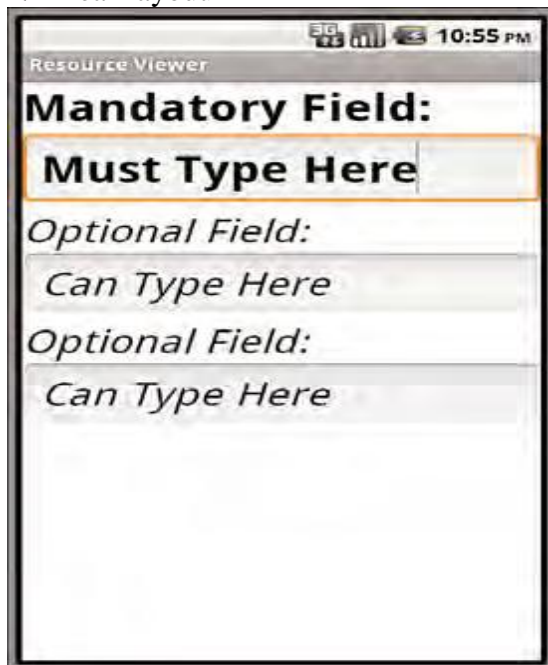 3G
10:55 PM
Resource Viewer
Mandatory Field:
Must Type Here
Optional Field:
Can Type Here
Optional Field:
Can Type Here